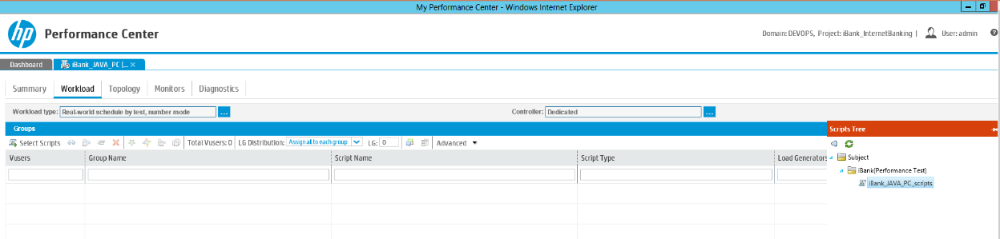 My Performance Center - Windows Internet Explorer
hp Performance Center
Domain: DEVOPS, Project: iBank_InternetBanking | User: admin
Dashboard iBank_JAVA_PC (...
Summary Workload Topology Monitors Diagnostics
Workload type: Real-world schedule by test, number mode ... Controller: Dedicated ...
Groups
Scripts Tree
Select Scripts Total Vusers: 0 LG Distribution: Assign all to each group LG: 0 Advanced
Vusers Group Name Script Name Script Type Load Generators
Subject
iBank(Performance Test)
iBank_JAVA_PC_scripts